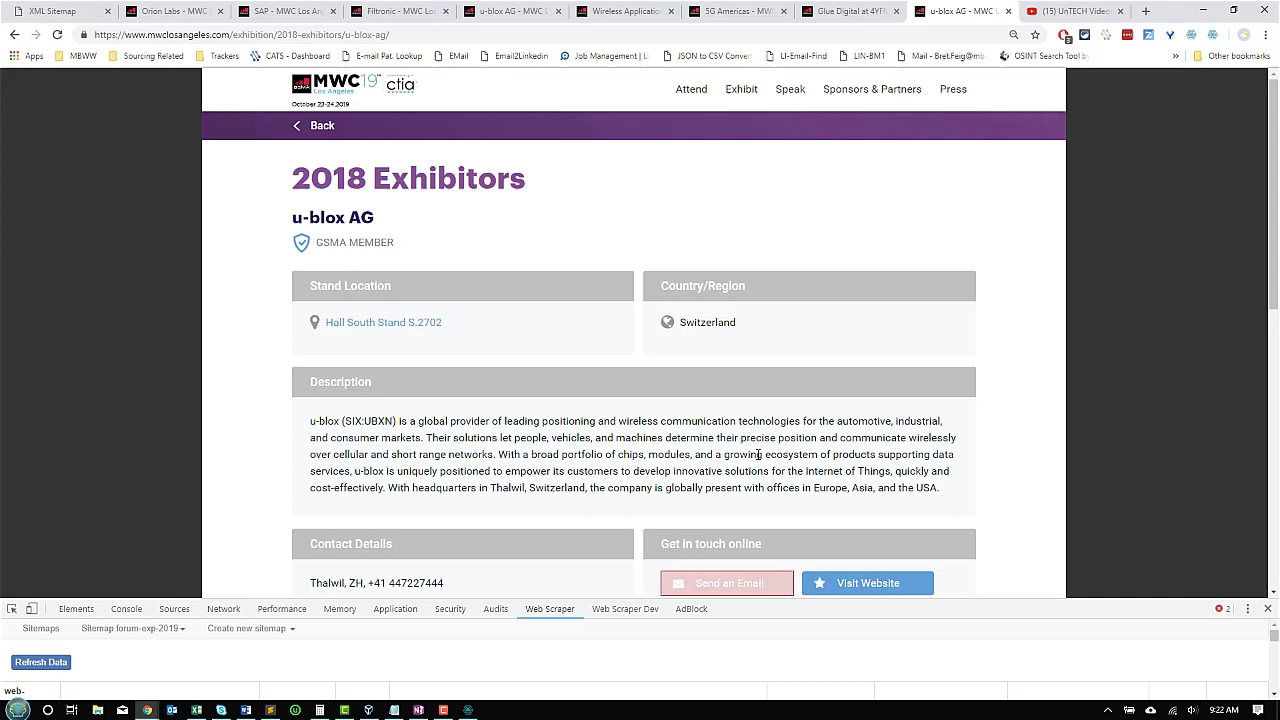 XML Sitemap
Orion Labs - MWC
SAP - MWC Los An
Filtronic - MWC Los
u-blox AG - MWC L
Wireless Applicatio
5G Americas - MW
Glue Digital at 4YFN
u-blox AG - MWC L
(15) UnTECH Video
https://www.mwclosangeles.com/exhibition/2018-exhibitors/u-blox-ag/
Apps
MBWW
Sourcing Related
Trackers
CATS - Dashboard
E-mail Pat. Lookup
EMail
Email2Linkedin
Job Management |
JSON to CSV Convert
LI-Email-Find
LIN-BM1
Mail - Bret.Feig@mb
OSINT Search Tool by
»
Other bookmarks
MWC19 ctia
Los Angeles
October 22-24,2019
Attend
Exhibit
Speak
Sponsors & Partners
Press
Back
2018 Exhibitors
u-blox AG
GSMA MEMBER
Stand Location
Country/Region
Hall South Stand S.2702
Switzerland
Description
u-blox (SIX:UBXN) is a global provider of leading positioning and wireless communication technologies for the automotive, industrial,
and consumer markets. Their solutions let people, vehicles, and machines determine their precise position and communicate wirelessly
over cellular and short range networks. With a broad portfolio of chips, modules, and a growing ecosystem of products supporting data
services, u-blox is uniquely positioned to empower its customers to develop innovative solutions for the Internet of Things, quickly and
cost-effectively. With headquarters in Thalwil, Switzerland, the company is globally present with offices in Europe, Asia, and the USA.
Contact Details
Get in touch online
Thalwil, ZH, +41 447227444
Send an Email
Visit Website
Elements
Console
Sources
Network
Performance
Memory
Application
Security
Audits
Web Scraper
Web Scraper Dev
AdBlock
2
Sitemaps
Sitemap forum-exp-2019
Create new sitemap
Refresh Data
web-
9:22 AM